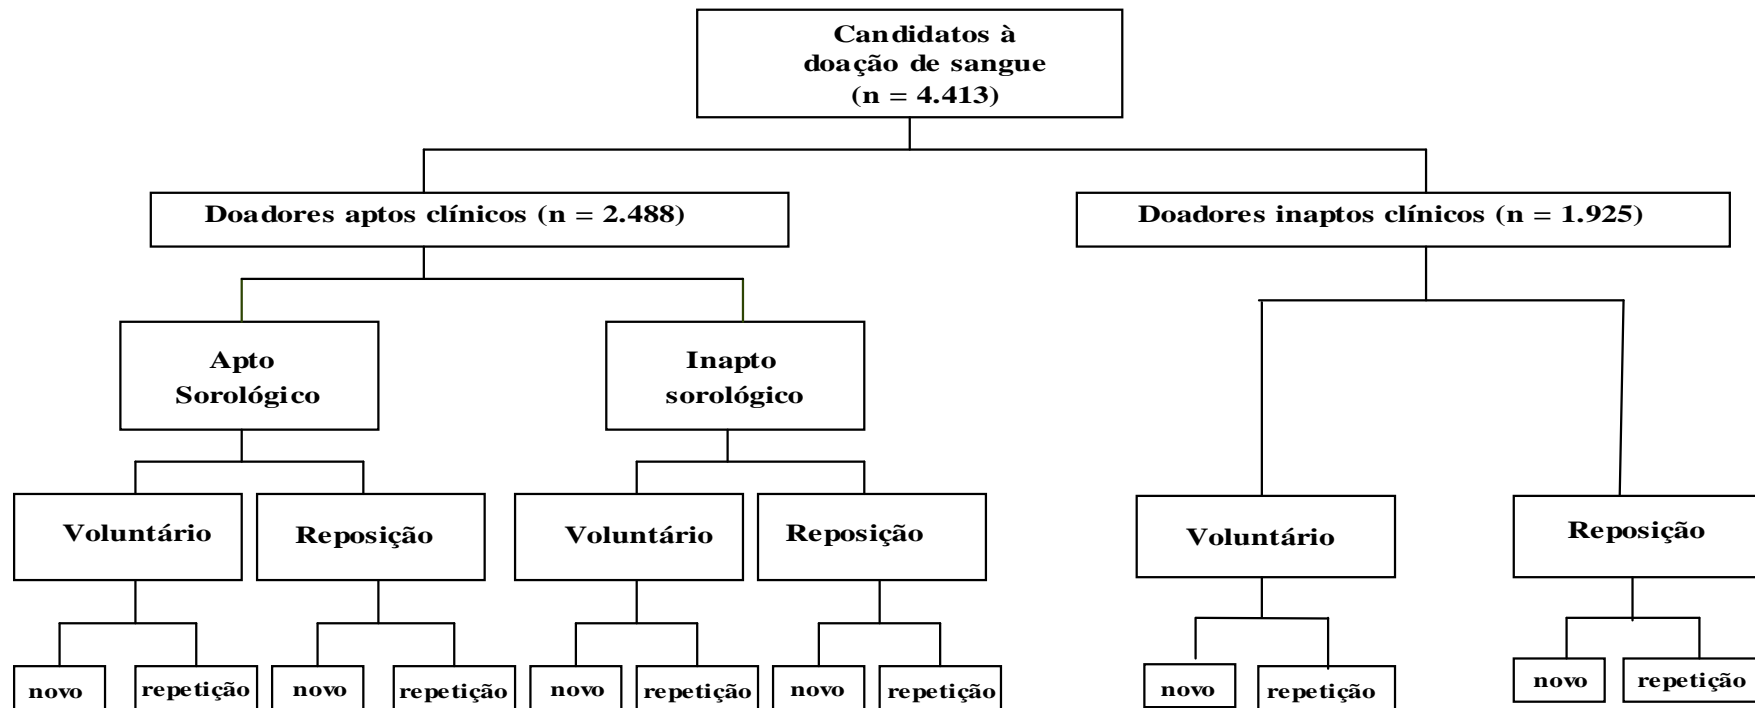 Candidatos à
doação de sangue
(n = 4.413)
Doadores aptos clínicos (n = 2.488)
Doadores inaptos clínicos (n = 1.925)
Apto
Sorológico
Inapto
sorológico
Voluntário
Reposição
Voluntário
Reposição
Voluntário
Reposição
novo
repetição
novo
repetição
novo
repetição
novo
repetição
novo
repetição
novo
repetição